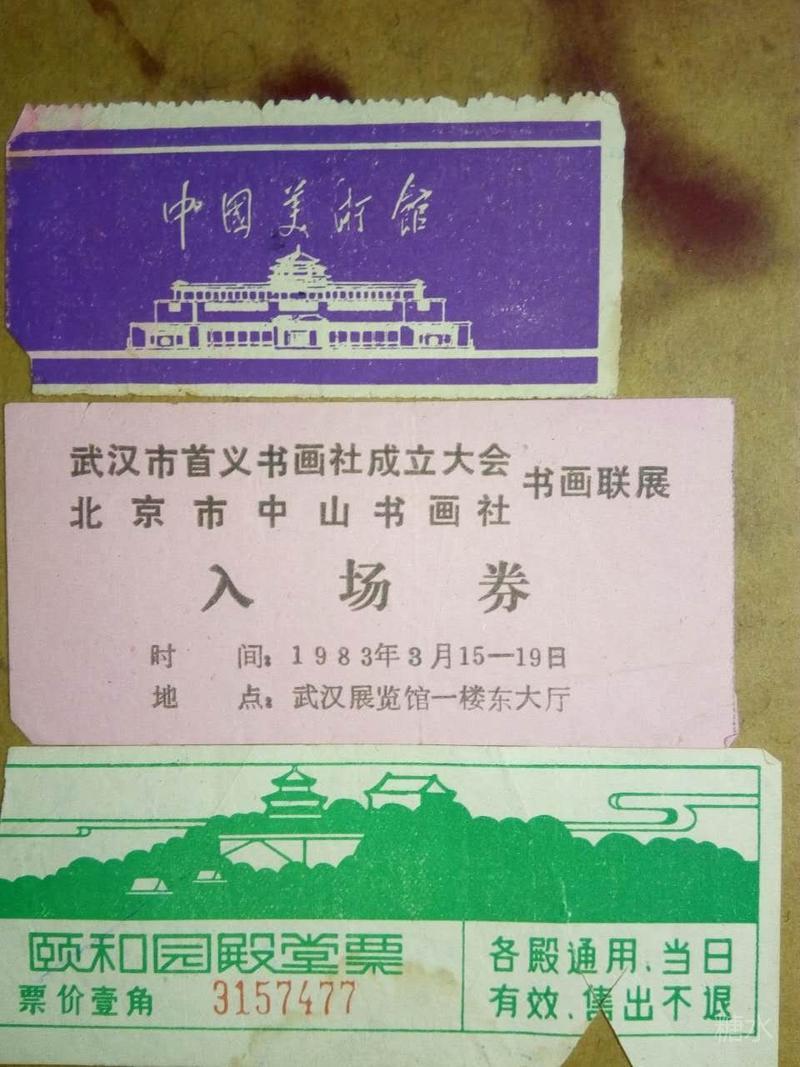 中国美术馆
武汉市首义书画社成立大会
北京市中山书画社
书画联展
入场券
时间：1983年3月15—19日
地点：武汉展览馆一楼东大厅
颐和园殿堂票
票价壹角 3157477
各殿通用、当日
有效、售出不退
糖水